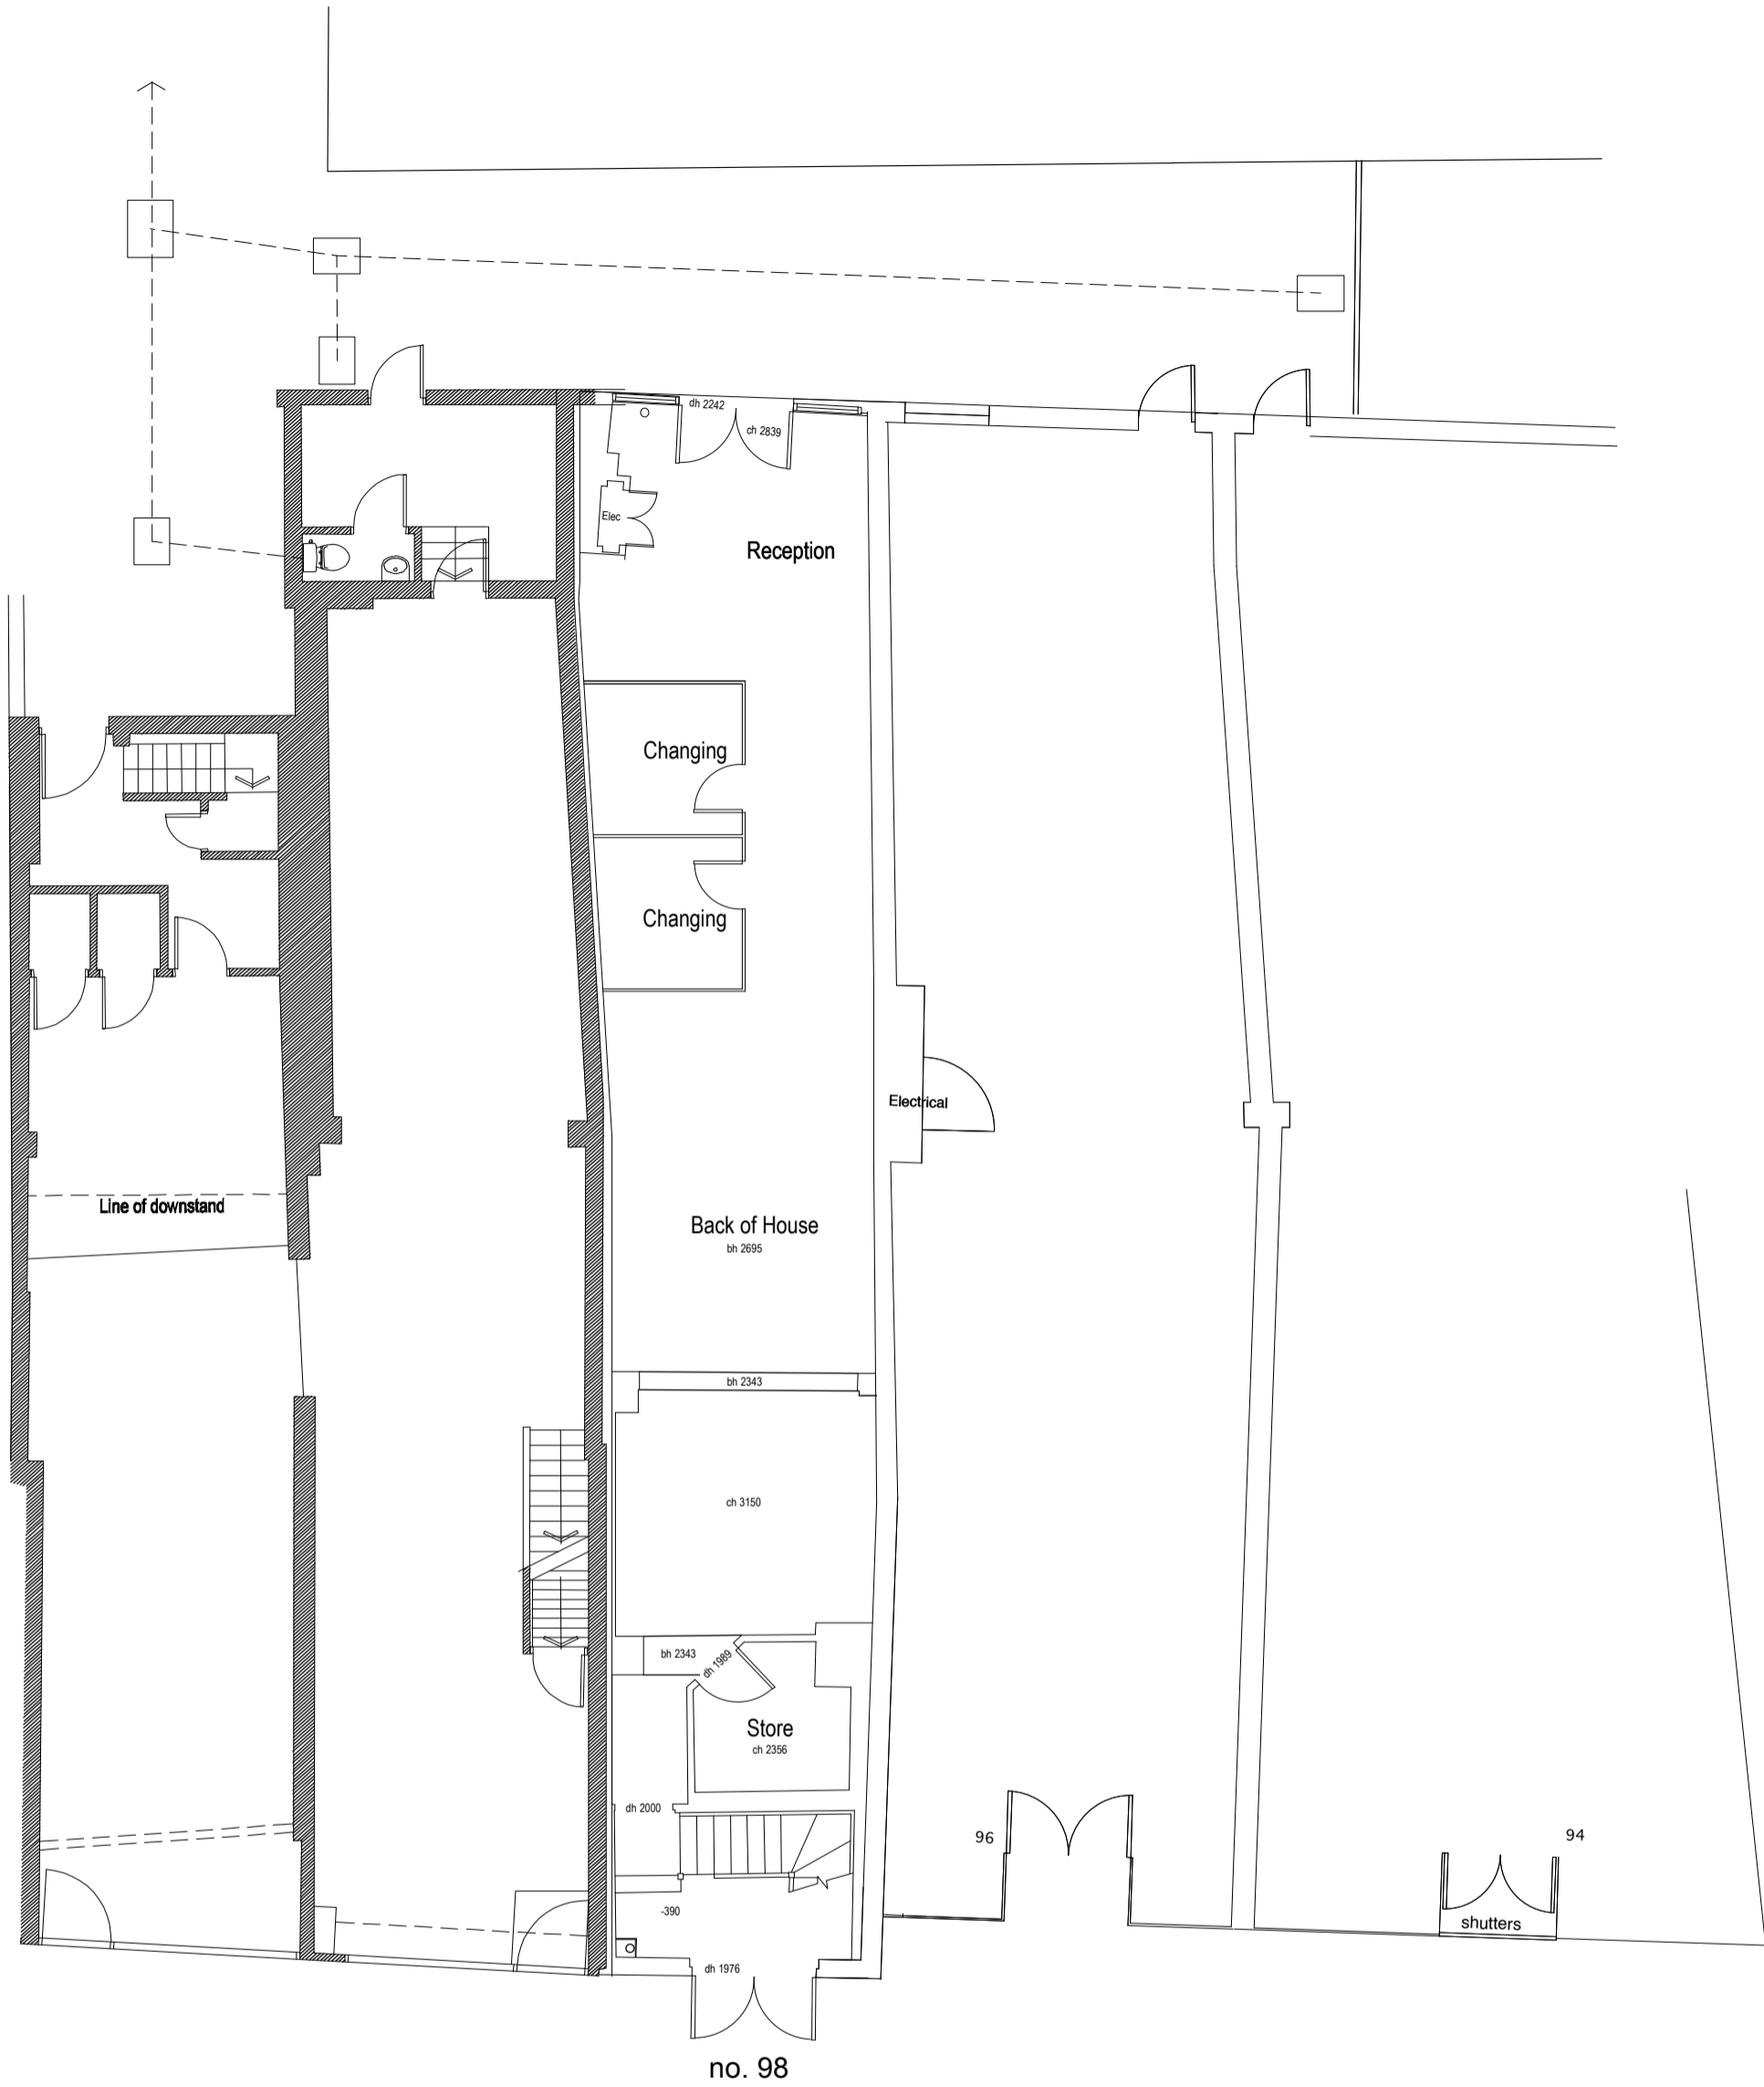 dh 2242
ch 2839
Elec
Reception
Changing
Changing
Electrical
Line of downstand
Back of House
bh 2695
bh 2343
ch 3150
bh 2343
dh 1989
Store
ch 2356
dh 2000
96
94
-390
shutters
dh 1976
no. 98